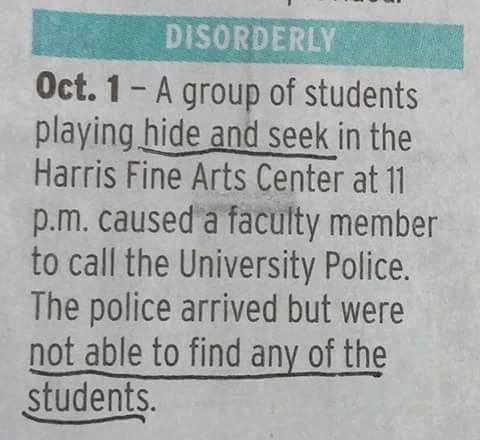 DISORDERLY
Oct. 1 – A group of students
playing hide and seek in the
Harris Fine Arts Center at 11
p.m. caused a faculty member
to call the University Police.
The police arrived but were
not able to find any of the
students.